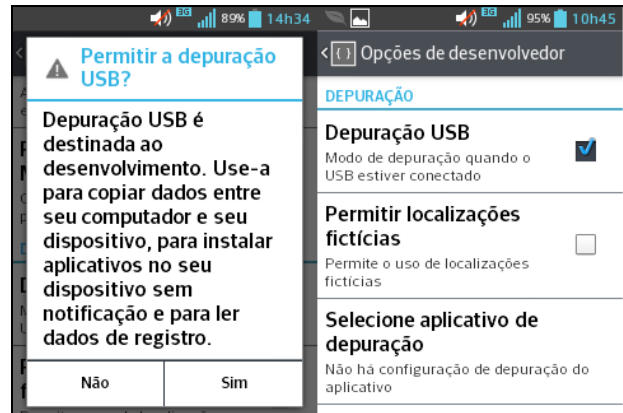 3G 89% 14h34
Permitir a depuração
USB?
Depuração USB é
destinada ao
desenvolvimento. Use-a
para copiar dados entre
seu computador e seu
dispositivo, para instalar
aplicativos no seu
dispositivo sem
notificação e para ler
dados de registro.
Não Sim
3G 95% 10h45
Opções de desenvolvedor
DEPURAÇÃO
Depuração USB
Modo de depuração quando o
USB estiver conectado
Permitir localizações
fictícias
Permite o uso de localizações
fictícias
Selecione aplicativo de
depuração
Não há configuração de depuração do
aplicativo